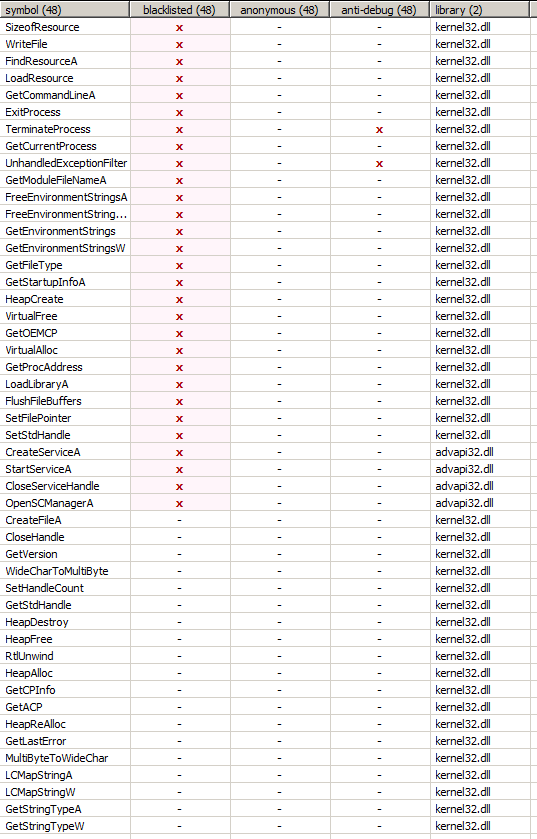 symbol (48) blacklisted (48) anonymous (48) anti-debug (48) library (2)
SizeofResource x - - kernel32.dll
WriteFile x - - kernel32.dll
FindResourceA x - - kernel32.dll
LoadResource x - - kernel32.dll
GetCommandLineA x - - kernel32.dll
ExitProcess x - - kernel32.dll
TerminateProcess x - x kernel32.dll
GetCurrentProcess x - - kernel32.dll
UnhandledExceptionFilter x - x kernel32.dll
GetModuleFileNameA x - - kernel32.dll
FreeEnvironmentStringsA x - - kernel32.dll
FreeEnvironmentString... x - - kernel32.dll
GetEnvironmentStrings x - - kernel32.dll
GetEnvironmentStringsW x - - kernel32.dll
GetFileType x - - kernel32.dll
GetStartupInfoA x - - kernel32.dll
HeapCreate x - - kernel32.dll
VirtualFree x - - kernel32.dll
GetOEMCP x - - kernel32.dll
VirtualAlloc x - - kernel32.dll
GetProcAddress x - - kernel32.dll
LoadLibraryA x - - kernel32.dll
FlushFileBuffers x - - kernel32.dll
SetFilePointer x - - kernel32.dll
SetStdHandle x - - kernel32.dll
CreateServiceA x - - advapi32.dll
StartServiceA x - - advapi32.dll
CloseServiceHandle x - - advapi32.dll
OpenSCManagerA x - - advapi32.dll
CreateFileA - - - kernel32.dll
CloseHandle - - - kernel32.dll
GetVersion - - - kernel32.dll
WideCharToMultiByte - - - kernel32.dll
SetHandleCount - - - kernel32.dll
GetStdHandle - - - kernel32.dll
HeapDestroy - - - kernel32.dll
HeapFree - - - kernel32.dll
RtlUnwind - - - kernel32.dll
HeapAlloc - - - kernel32.dll
GetCPInfo - - - kernel32.dll
GetACP - - - kernel32.dll
HeapReAlloc - - - kernel32.dll
GetLastError - - - kernel32.dll
MultiByteToWideChar - - - kernel32.dll
LCMapStringA - - - kernel32.dll
LCMapStringW - - - kernel32.dll
GetStringTypeA - - - kernel32.dll
GetStringTypeW - - - kernel32.dll